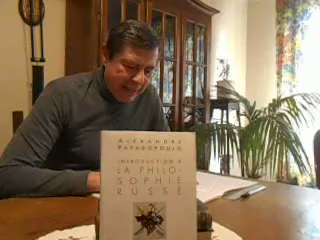 ALEXANDRE
PAPADOPOULO
INTRODUCTION À
LA PHILO-
SOPHIE
RUSSE